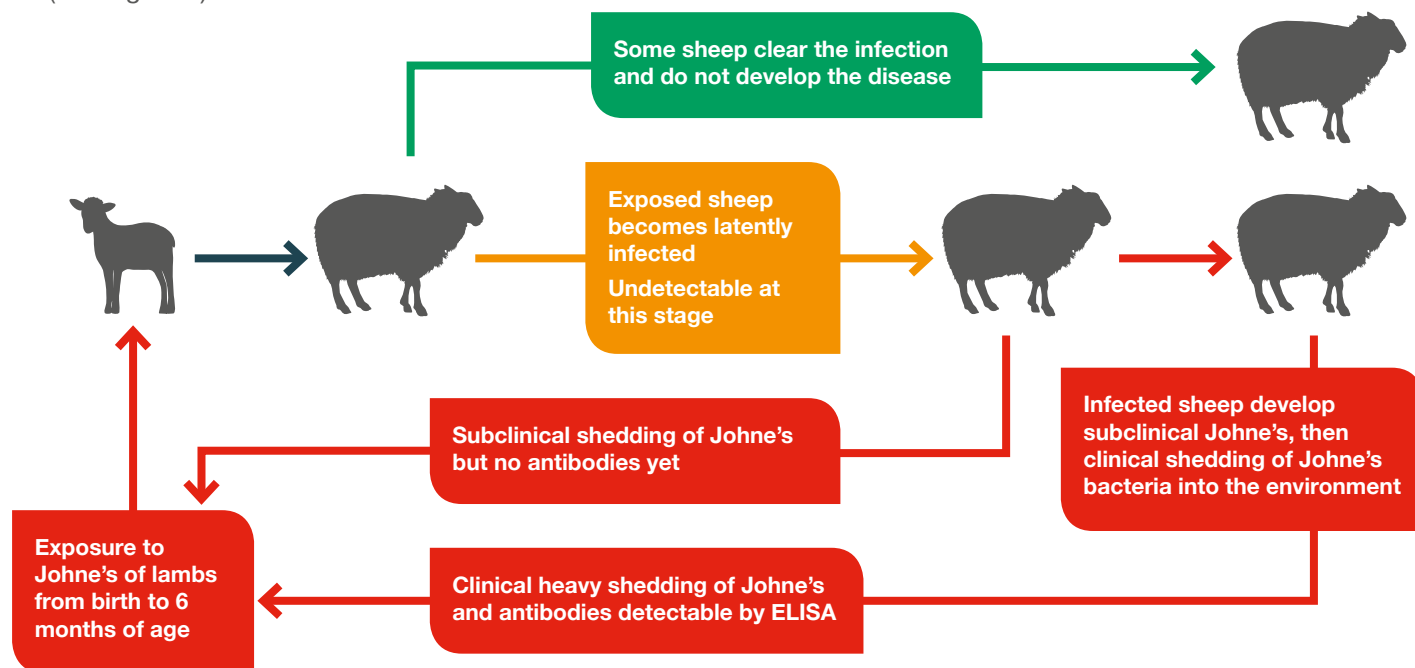 Some sheep clear the infection
and do not develop the disease
Exposed sheep
becomes latently
infected
Undetectable at
this stage
Infected sheep develop
subclinical Johne’s, then
clinical shedding of Johne’s
bacteria into the environment
Subclinical shedding of Johne’s
but no antibodies yet
Exposure to
Johne’s of lambs
from birth to 6
months of age
Clinical heavy shedding of Johne’s
and antibodies detectable by ELISA